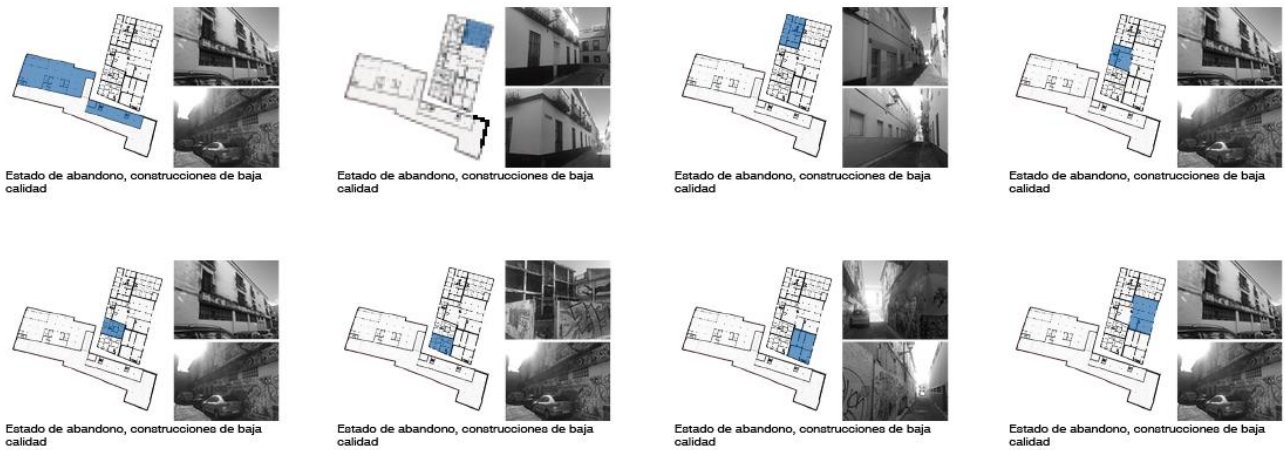 Estado de abandono, construcciones de baja
calidad
Estado de abandono, construcciones de baja
calidad
Estado de abandono, construcciones de baja
calidad
Estado de abandono, construcciones de baja
calidad
Estado de abandono, construcciones de baja
calidad
Estado de abandono, construcciones de baja
calidad
Estado de abandono, construcciones de baja
calidad
Estado de abandono, construcciones de baja
calidad